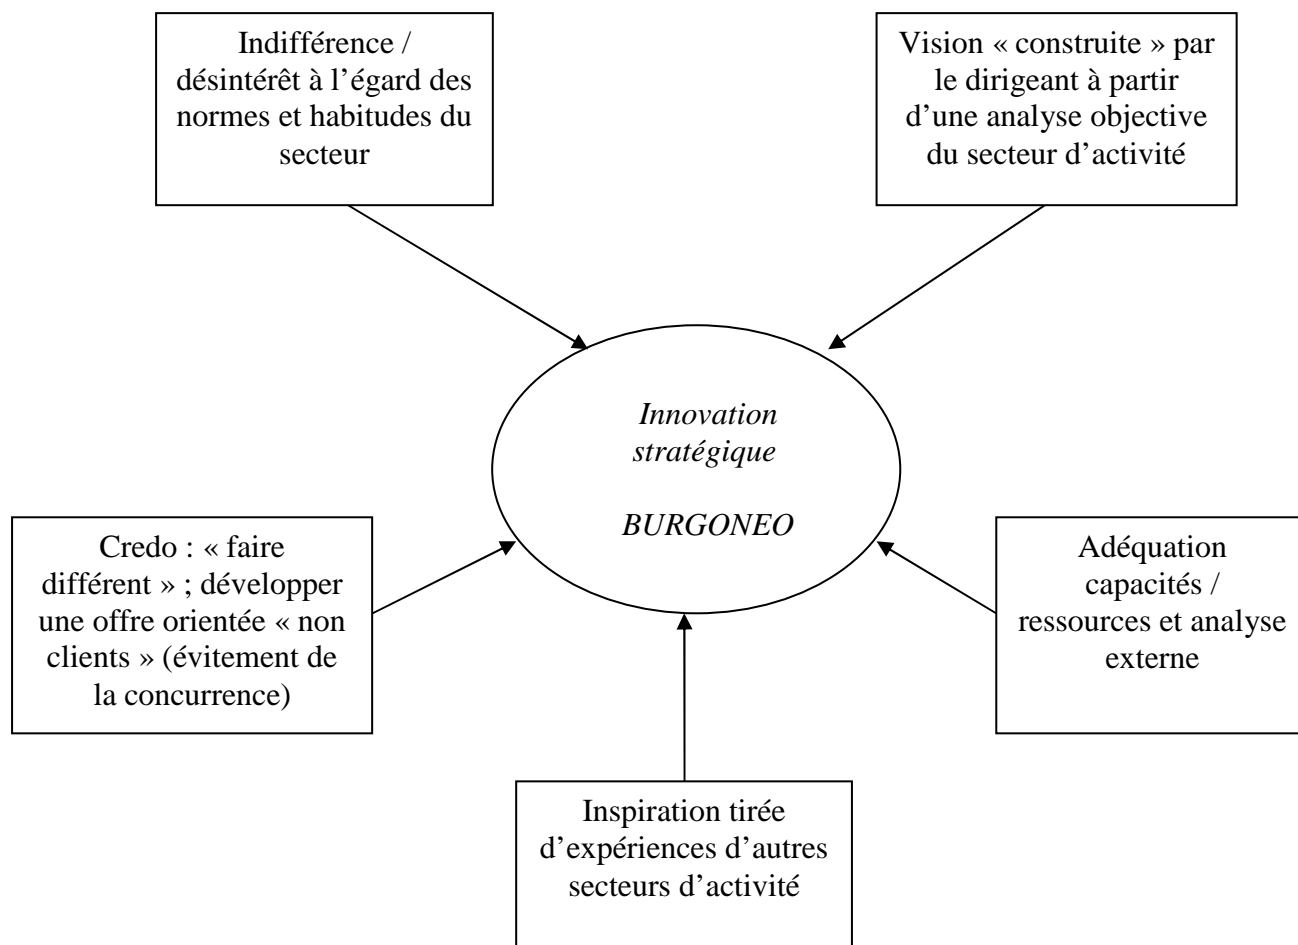 Indifférence /
désintérêt à l’égard des
normes et habitudes du
secteur
Vision « construite » par
le dirigeant à partir
d’une analyse objective
du secteur d’activité
Innovation
stratégique
BURGONEO
Credo : « faire
différent » ; développer
une offre orientée « non
clients » (évitement de
la concurrence)
Adéquation
capacités /
ressources et analyse
externe
Inspiration tirée
d’expériences d’autres
secteurs d’activité